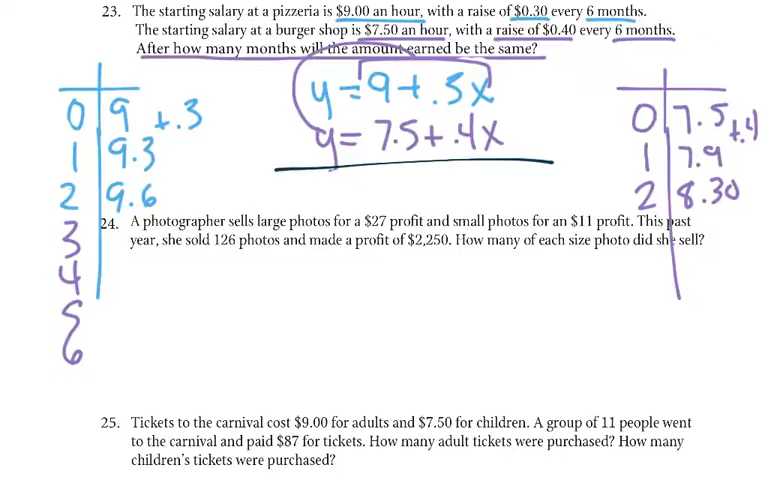 23. The starting salary at a pizzeria is $9.00 an hour, with a raise of $0.30 every 6 months.
The starting salary at a burger shop is $7.50 an hour, with a raise of $0.40 every 6 months.
After how many months will the amount earned be the same?
y = 9 + .3x
y = 7.5 + .4x
0 9 +.3
1 9.3
2 9.6
3
4
5
6
0 7.5 +.4
1 7.9
2 8.30
24. A photographer sells large photos for a $27 profit and small photos for an $11 profit. This past
year, she sold 126 photos and made a profit of $2,250. How many of each size photo did she sell?
25. Tickets to the carnival cost $9.00 for adults and $7.50 for children. A group of 11 people went
to the carnival and paid $87 for tickets. How many adult tickets were purchased? How many
children's tickets were purchased?